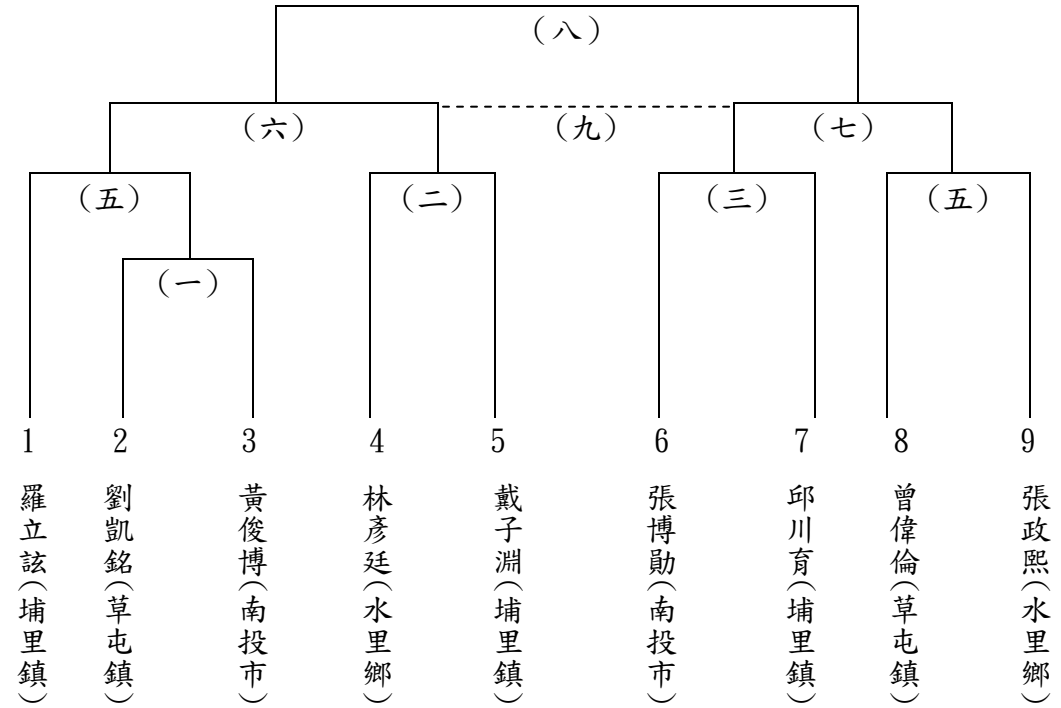 （八）
（六）
（九）
（七）
（五）
（二）
（三）
（五）
（一）
1
2
3
4
5
6
7
8
9
羅立詃（埔里鎮）
劉凱銘（草屯鎮）
黃俊博（南投市）
林彥廷（水里鄉）
戴子淵（埔里鎮）
張博勛（南投市）
邱川育（埔里鎮）
曾偉倫（草屯鎮）
張政熙（水里鄉）